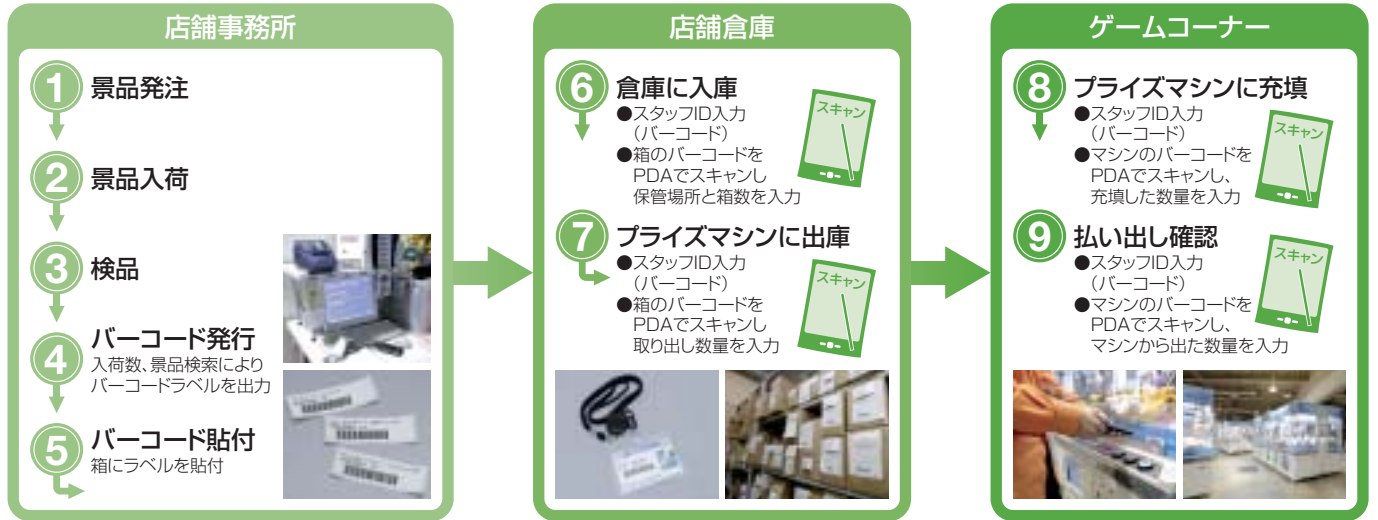 店舗事務所
1 景品発注
2 景品入荷
3 検品
4 バーコード発行
入荷数、景品検索により
バーコードラベルを出力
5 バーコード貼付
箱にラベルを貼付
店舗倉庫
6 倉庫に入庫
●スタッフID入力
（バーコード）
●箱のバーコードを
PDAでスキャンし
保管場所と箱数を入力
スキャン
7 プライズマシンに出庫
●スタッフID入力
（バーコード）
●箱のバーコードを
PDAでスキャンし
取り出し数量を入力
スキャン
ゲームコーナー
8 プライズマシンに充填
●スタッフID入力
（バーコード）
●マシンのバーコードを
PDAでスキャンし、
充填した数量を入力
スキャン
9 払い出し確認
●スタッフID入力
（バーコード）
●マシンのバーコードを
PDAでスキャンし、
マシンから出た数量を入力
スキャン